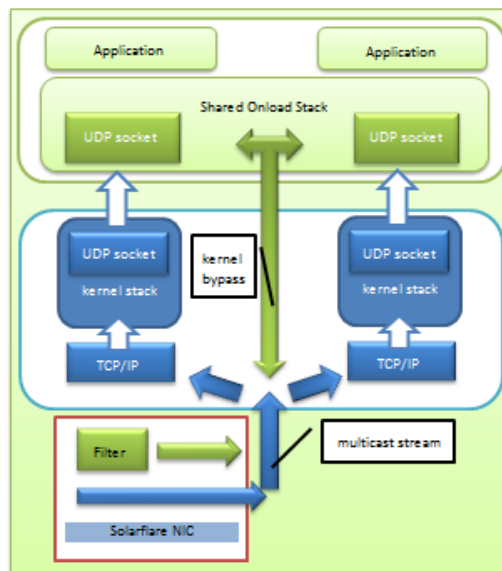 Application
Application
Shared Onload Stack
UDP socket
UDP socket
UDP socket
kernel stack
kernel
bypass
UDP socket
kernel stack
TCP/IP
TCP/IP
Filter
multicast stream
Solarflare NIC